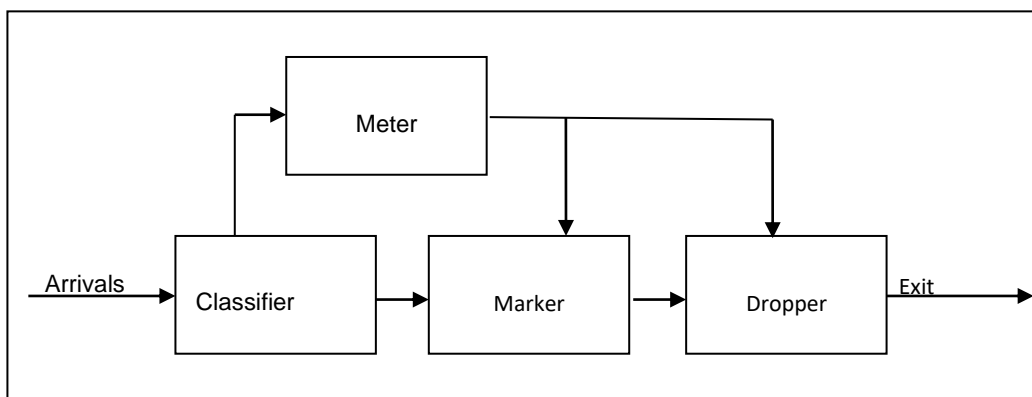 Meter
Arrivals
Classifier
Marker
Dropper
Exit